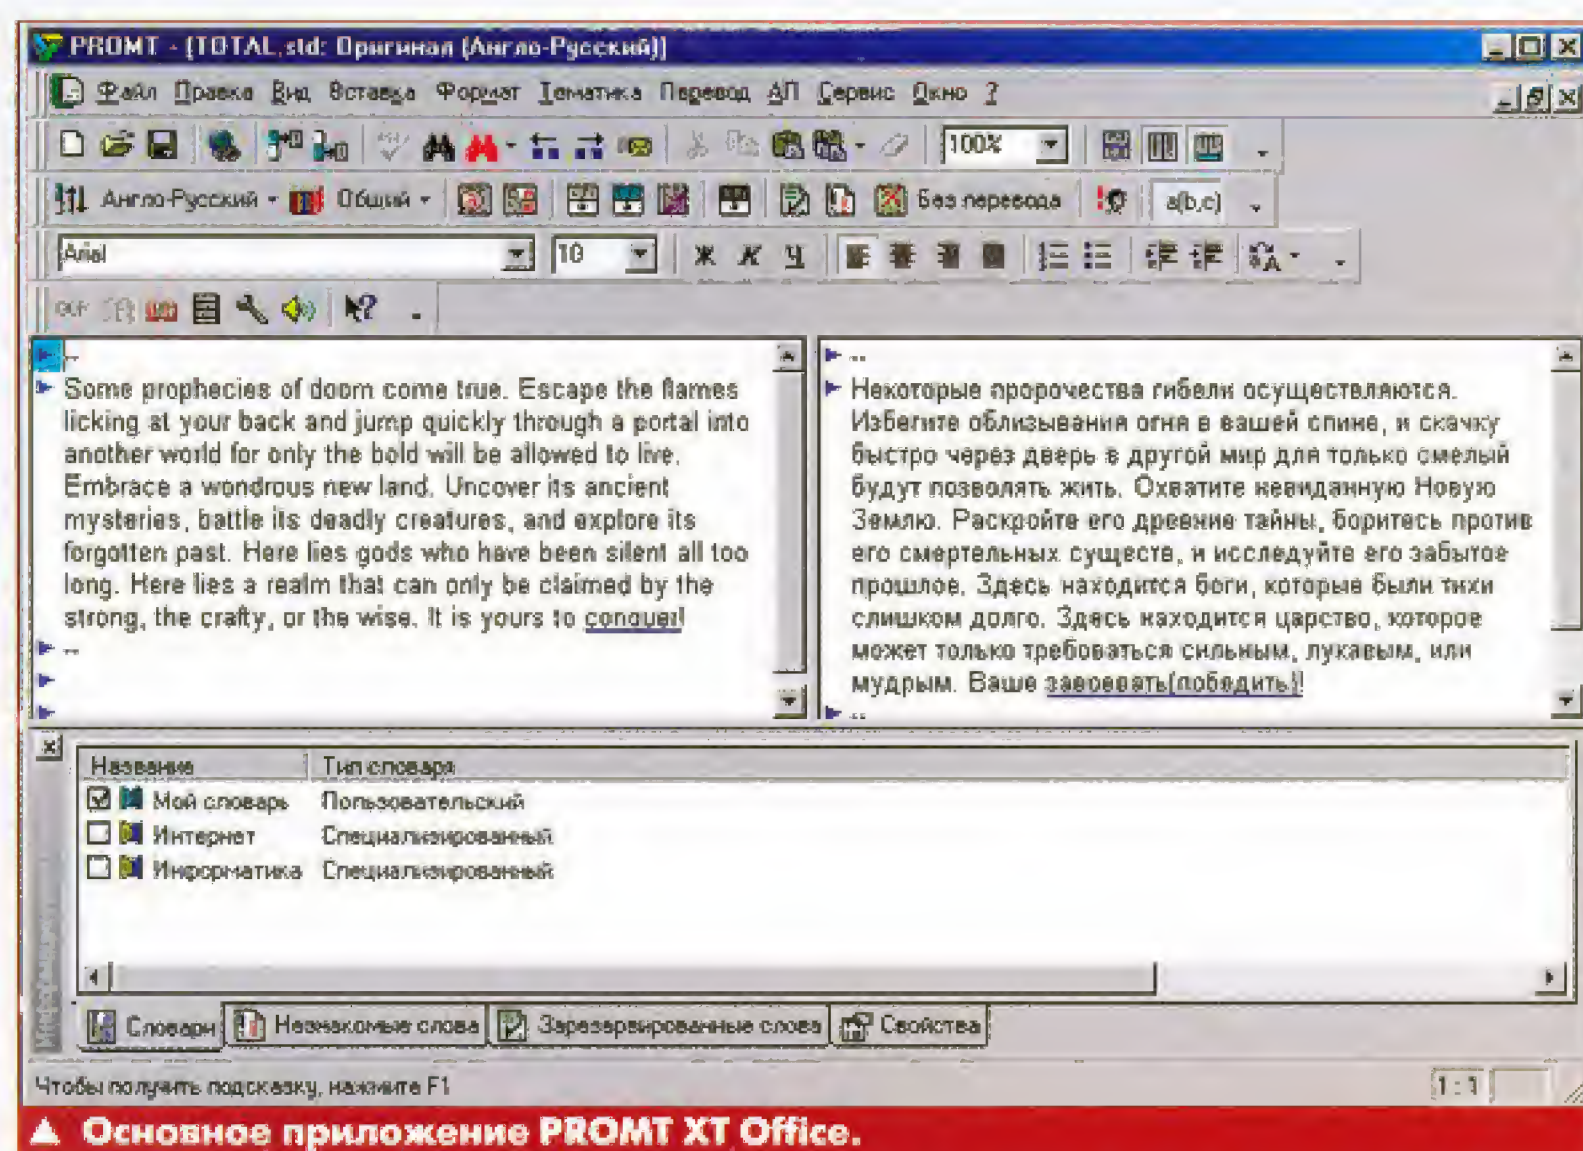 PROMT - [TOTAL.std: Оригинал (Англо-Русский)]
Файл Правка Вид Вставка Формат Тематика Перевод АП Сервис Окно ?
100%
Англо-Русский Общий Без перевода a(b,c)
Arial 10 Ж К Ч
--
Some prophecies of doom come true. Escape the flames
licking at your back and jump quickly through a portal into
another world for only the bold will be allowed to live.
Embrace a wondrous new land. Uncover its ancient
mysteries, battle its deadly creatures, and explore its
forgotten past. Here lies gods who have been silent all too
long. Here lies a realm that can only be claimed by the
strong, the crafty, or the wise. It is yours to conquer!
--
--
Некоторые пророчества гибели осуществляются.
Избегите облизывания огня в вашей спине, и скачку
быстро через дверь в другой мир для только смелый
будут позволять жить. Охватите невиданную Новую
Землю. Раскройте его древние тайны, боритесь против
его смертельных существ, и исследуйте его забытое
прошлое. Здесь находится боги, которые были тихи
слишком долго. Здесь находится царство, которое
может только требоваться сильным, лукавым, или
мудрым. Ваше завоевать(победить)!
--
Название Тип словаря
Мой словарь Пользовательский
Интернет Специализированный
Информатика Специализированный
Словари Незнакомые слова Зарезервированные слова Свойства
Чтобы получить подсказку, нажмите F1
1 : 1
▲ Основное приложение PROMT XT Office.